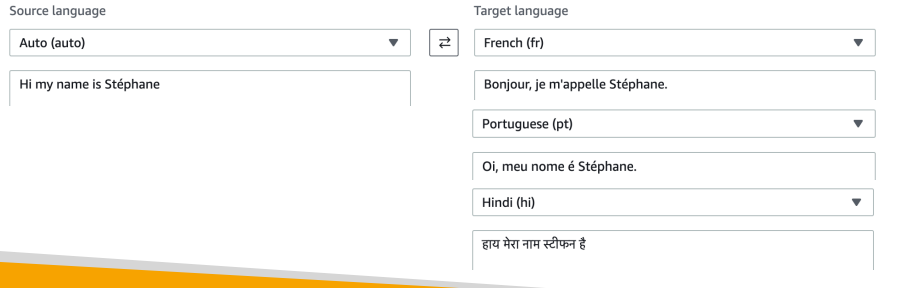 Source language
Target language
Auto (auto)
French (fr)
Hi my name is Stéphane
Bonjour, je m'appelle Stéphane.
Portuguese (pt)
Oi, meu nome é Stéphane.
Hindi (hi)
हाय मेरा नाम स्टीफन है